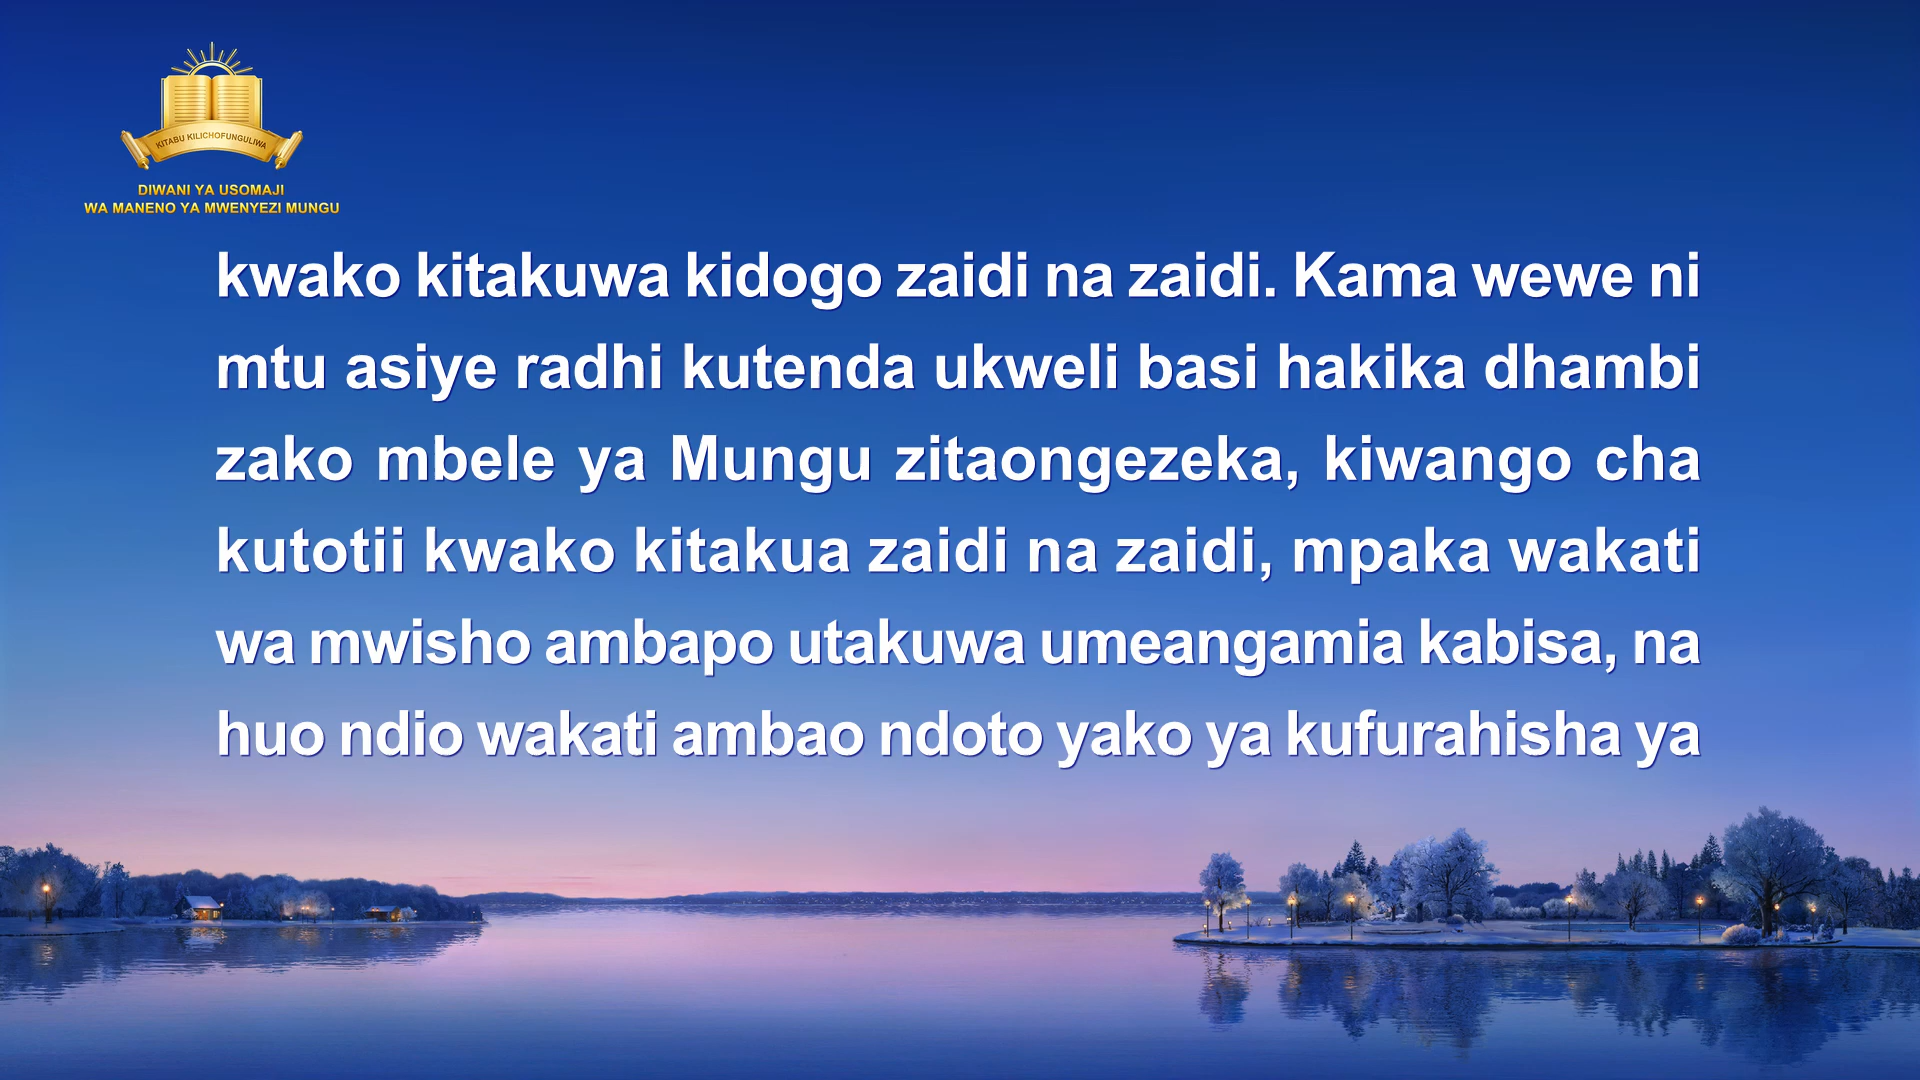 KITABU KILICHOFUNGULIWA
DIWANI YA USOMAJI
WA MANENO YA MWENYEZI MUNGU
kwako kitakuwa kidogo zaidi na zaidi. Kama wewe ni
mtu asiye radhi kutenda ukweli basi hakika dhambi
zako mbele ya Mungu zitaongezeka, kiwango cha
kutotii kwako kitakua zaidi na zaidi, mpaka wakati
wa mwisho ambapo utakuwa umeangamia kabisa, na
huo ndio wakati ambao ndoto yako ya kufurahisha ya